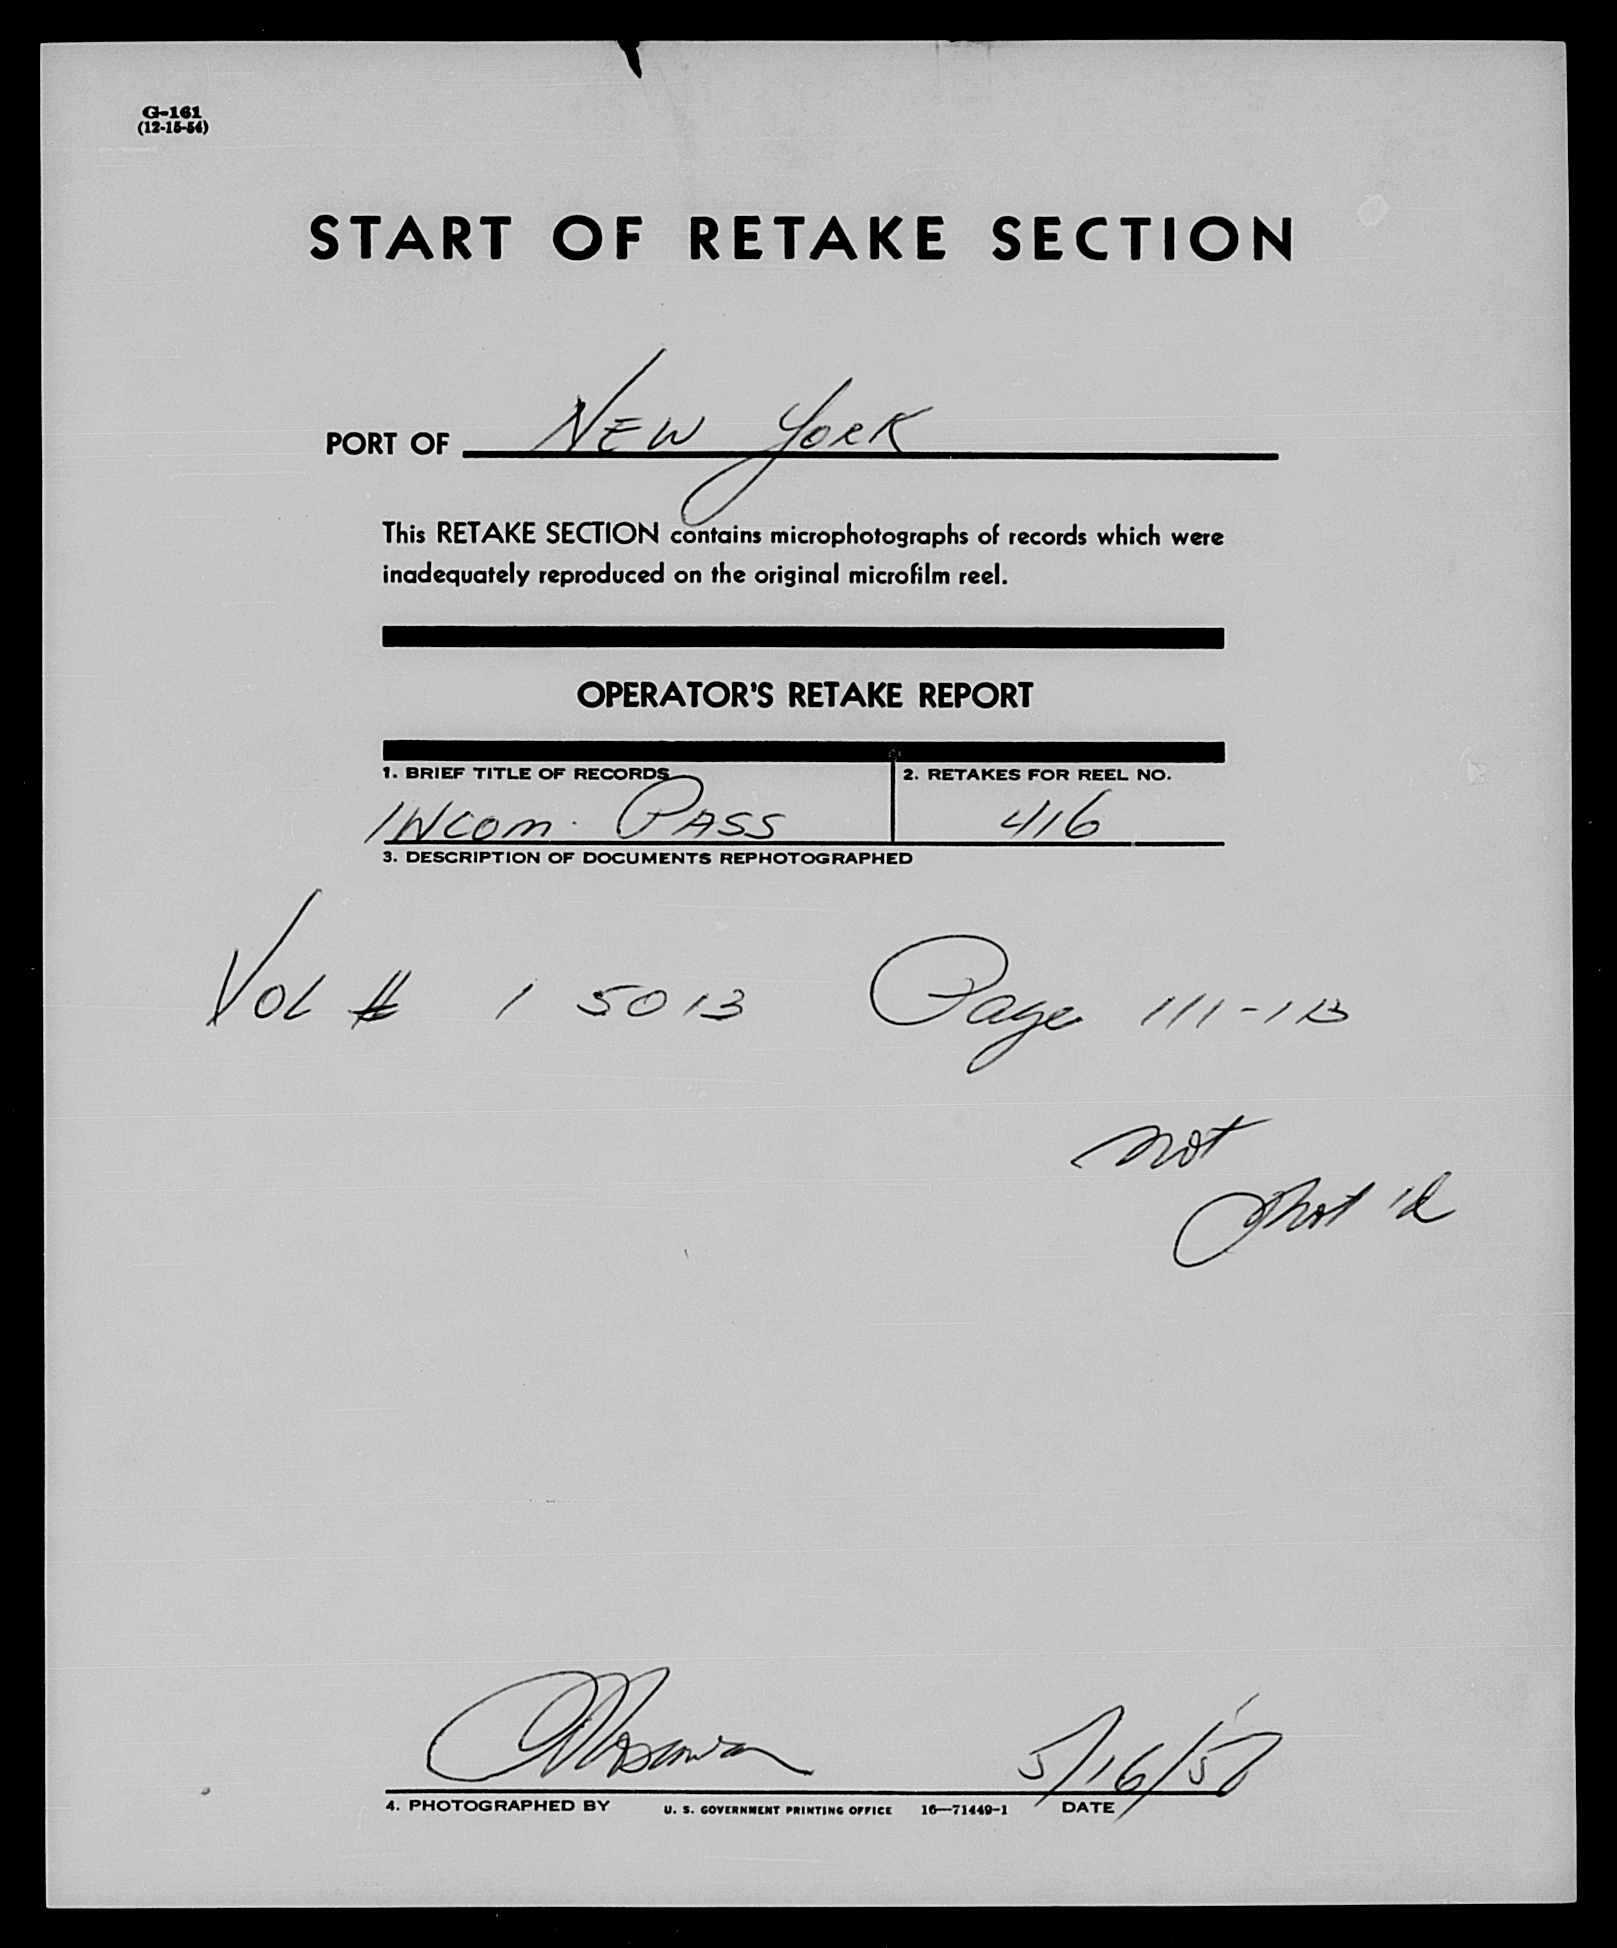 G-161
(12-15-54)
START OF RETAKE SECTION
PORT OF NEW YORK
This RETAKE SECTION contains microphotographs of records which were
inadequately reproduced on the original microfilm reel.
OPERATOR'S RETAKE REPORT
1. BRIEF TITLE OF RECORDS
2. RETAKES FOR REEL NO.
INCOM. PASS
416
3. DESCRIPTION OF DOCUMENTS REPHOTOGRAPHED
VOL # 1 5013 Page 111-113
not
Phot'd
5/16/57
4. PHOTOGRAPHED BY
U. S. GOVERNMENT PRINTING OFFICE 16—71449-1
DATE